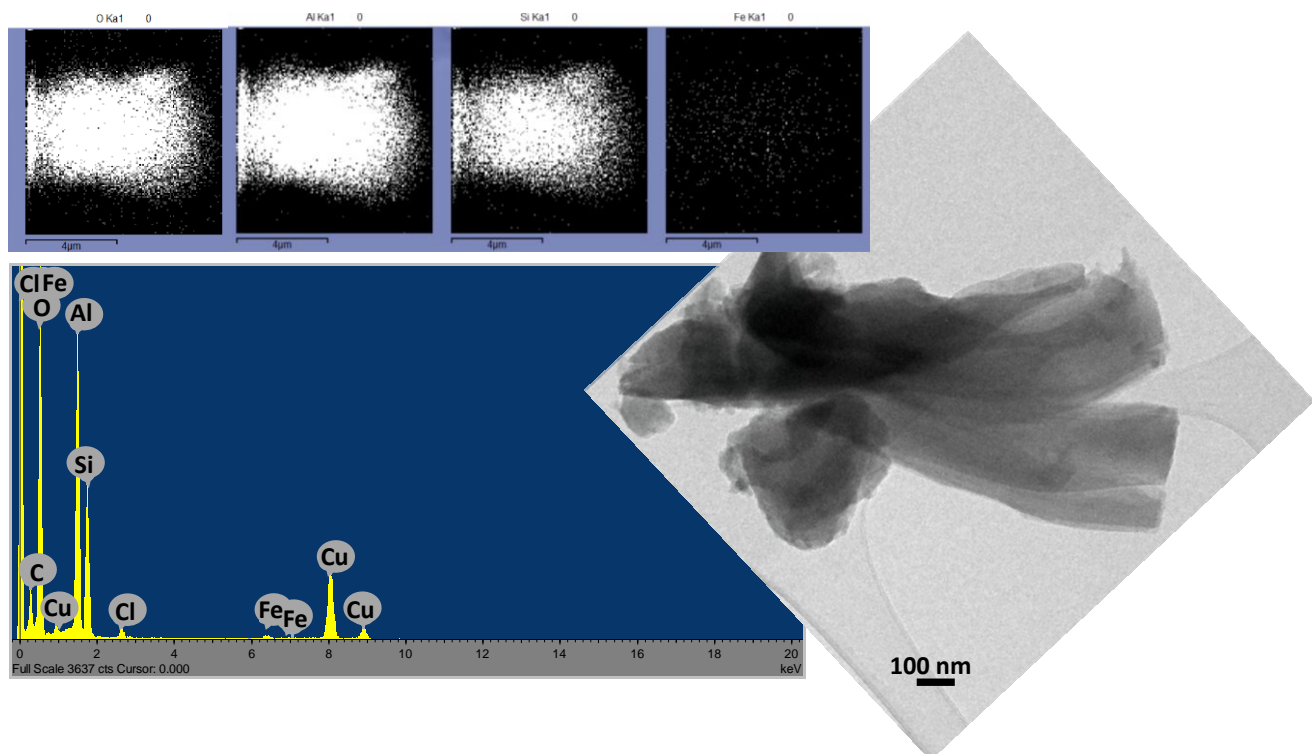 O Ka1 0
Al Ka1 0
Si Ka1 0
Fe Ka1 0
4µm
4µm
4µm
4µm
Cl Fe
O
Al
Si
C
Cu
Cl
Fe
Fe
Cu
Cu
0 2 4 6 8 10 12 14 16 18 20
Full Scale 3637 cts Cursor: 0.000
keV
100 nm